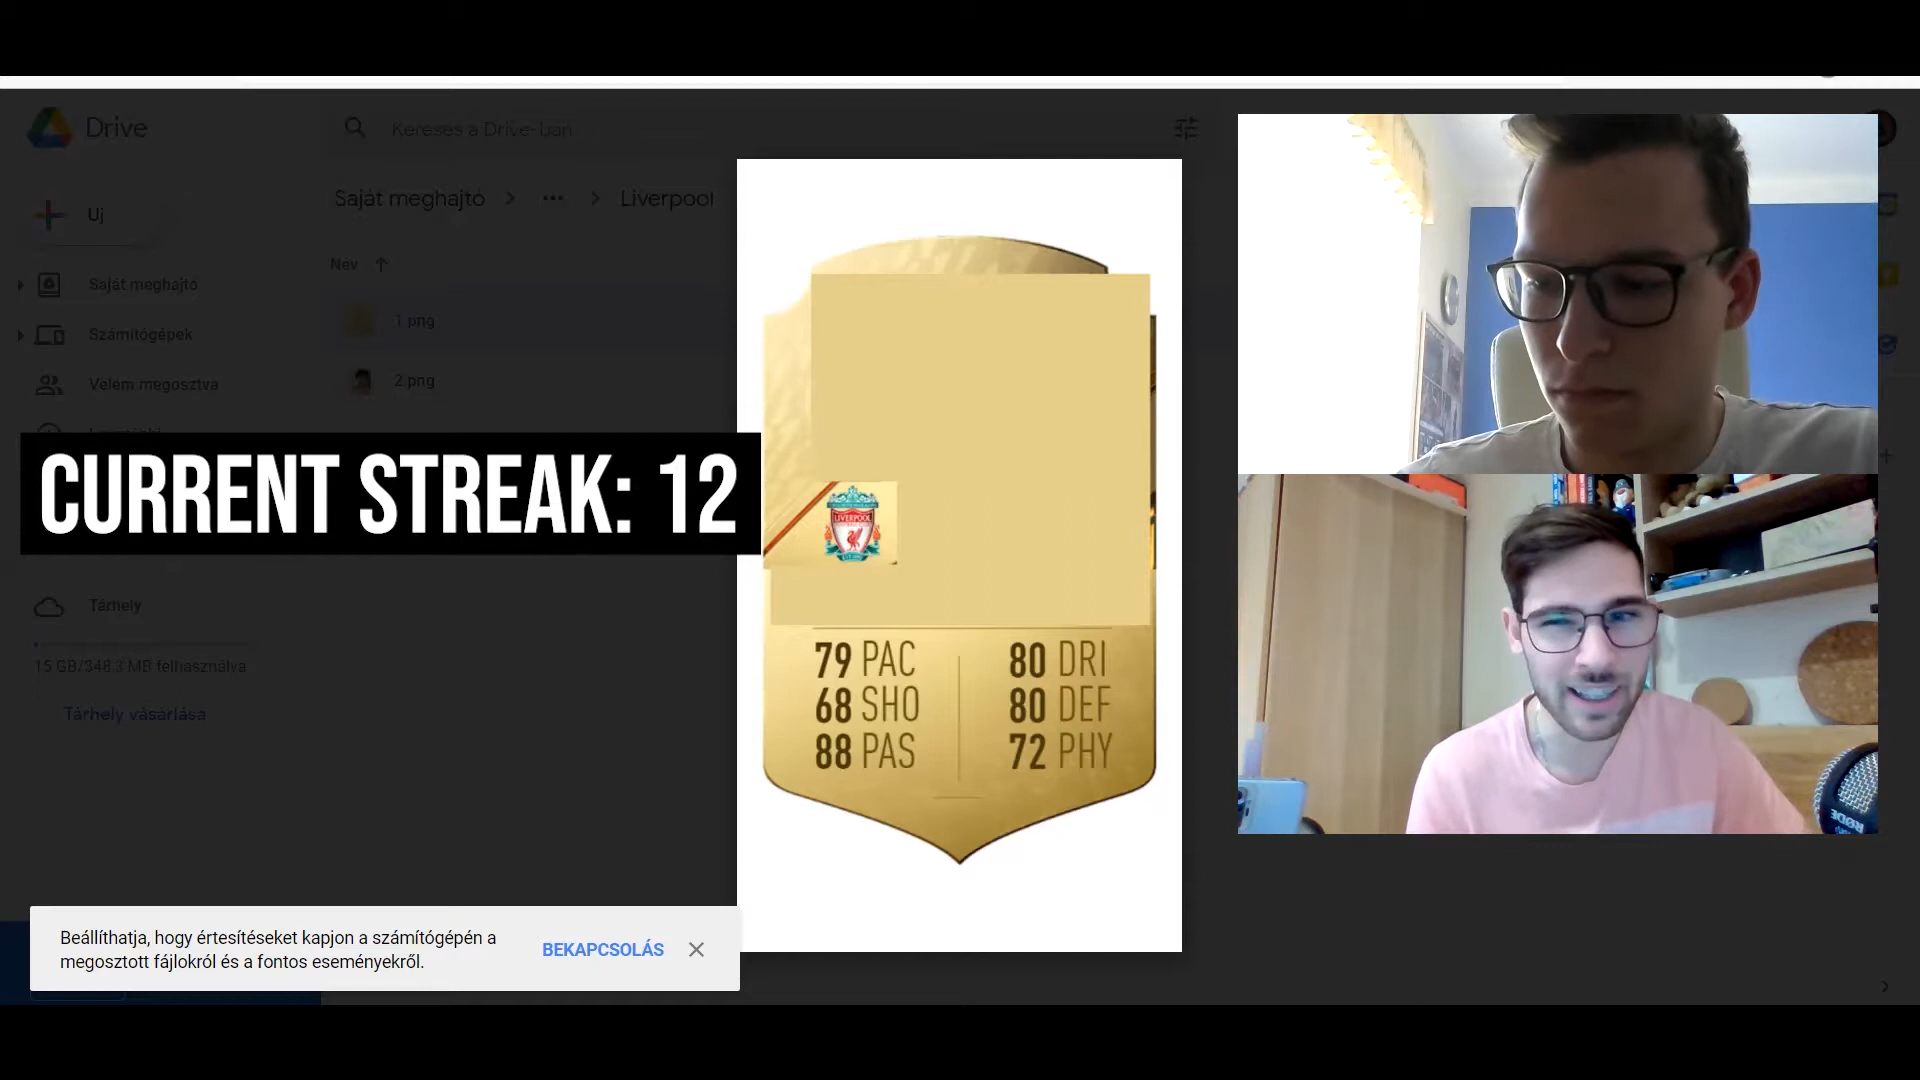 Drive
Keresés a Drive-ban
Saját meghajtó > ... > Liverpool
Új
Név
Saját meghajtó
1.png
Számítógépek
Velem megosztva
2.png
CURRENT STREAK: 12
LIVERPOOL
Tárhely
79 PAC
80 DRI
15 GB/348.3 MB felhasználva
68 SHO
80 DEF
Tárhely vásárlása
88 PAS
72 PHY
RØDE
Beállíthatja, hogy értesítéseket kapjon a számítógépén a
megosztott fájlokról és a fontos eseményekről.
BEKAPCSOLÁS